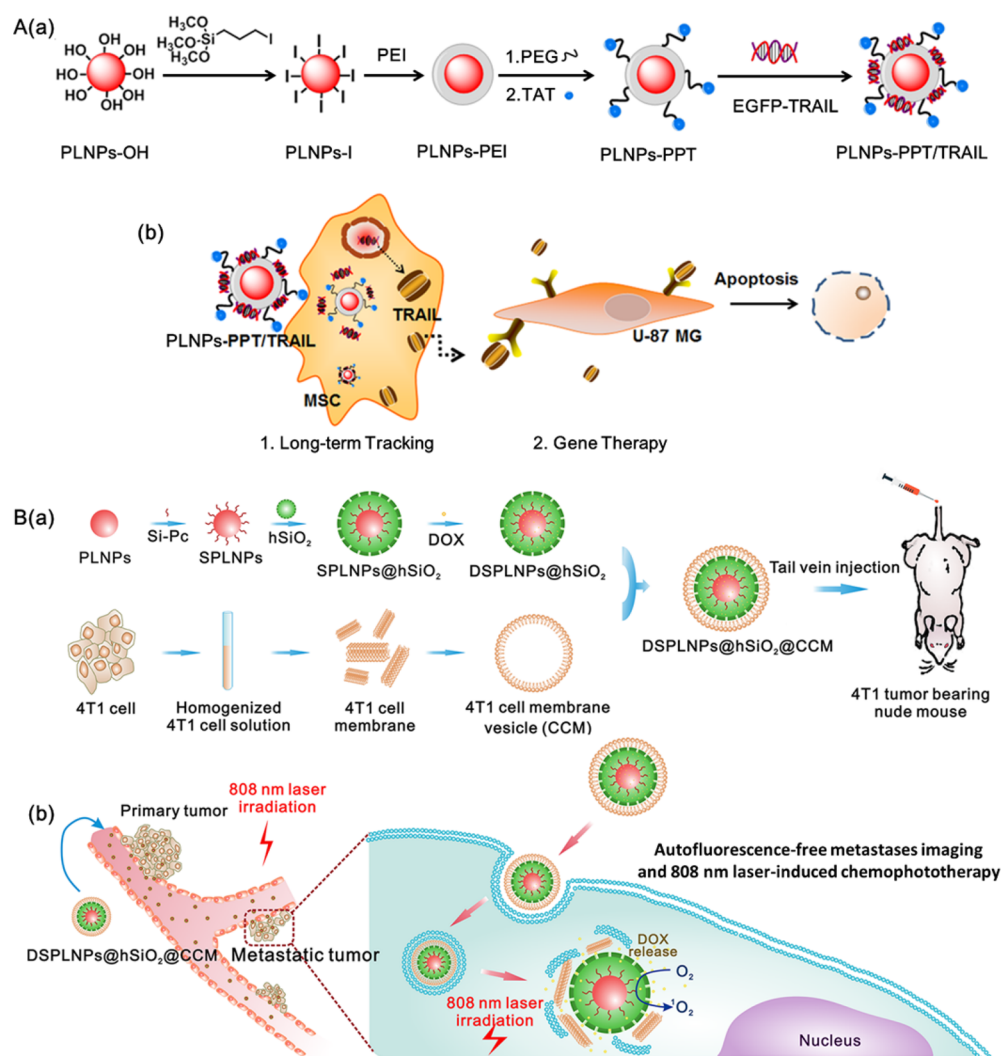 A(a)
HO
OH
HO
OH
HO
OH
HO
OH
H₃CO
H₃CO
H₃CO
Si
I
I
I
I
I
I
I
I
I
PEI
1.PEG
2.TAT
EGFP-TRAIL
PLNPs-OH
PLNPs-I
PLNPs-PEI
PLNPs-PPT
PLNPs-PPT/TRAIL
(b)
PLNPs-PPT/TRAIL
TRAIL
MSC
U-87 MG
Apoptosis
1. Long-term Tracking
2. Gene Therapy
B(a)
PLNPs
Si-Pc
SPLNPs
hSiO₂
SPLNPs@hSiO₂
DOX
DSPLNPs@hSiO₂
4T1 cell
Homogenized
4T1 cell solution
4T1 cell
membrane
4T1 cell membrane
vesicle (CCM)
DSPLNPs@hSiO₂@CCM
Tail vein injection
4T1 tumor bearing
nude mouse
(b)
Primary tumor
808 nm laser
irradiation
DSPLNPs@hSiO₂@CCM
Metastatic tumor
Autofluorescence-free metastases imaging
and 808 nm laser-induced chemophototherapy
808 nm laser
irradiation
DOX
release
O₂
¹O₂
Nucleus